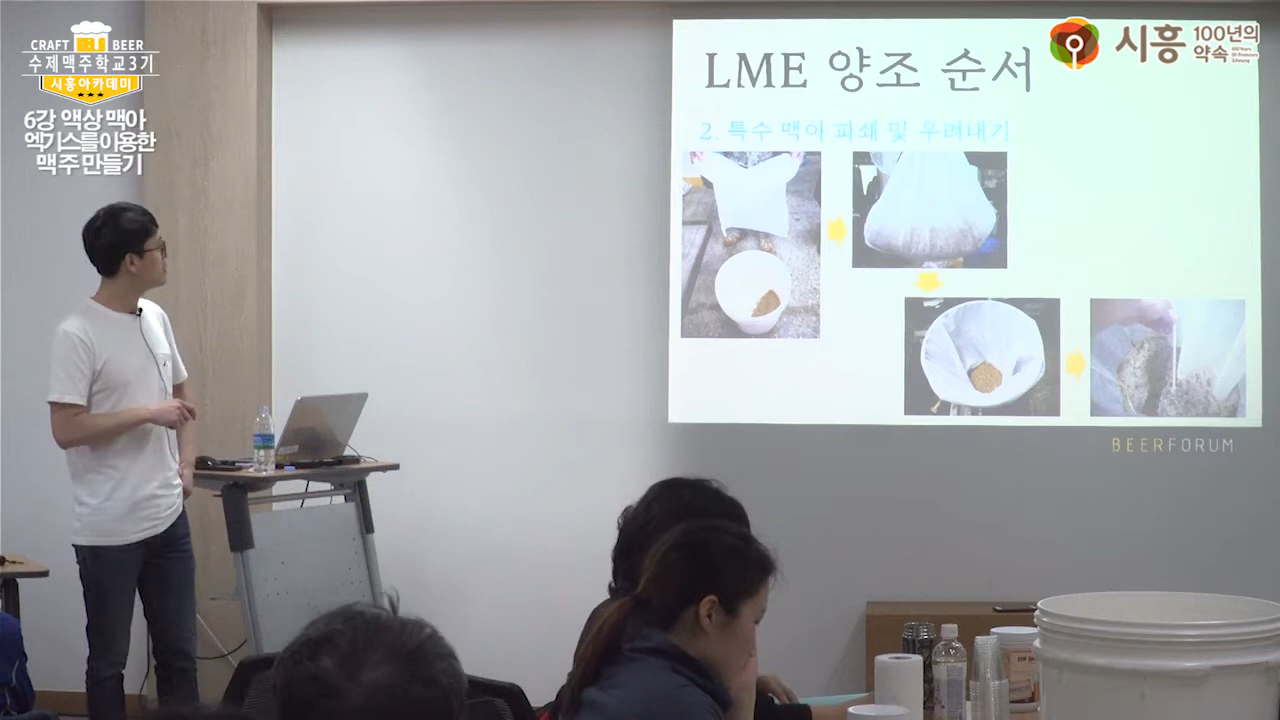 CRAFT BEER
수제맥주학교3기
시흥아카데미
6강 액상 맥아
엑기스를이용한
맥주만들기
LME 양조 순서
2. 특수 맥아 파쇄 및 우려내기
시흥 100년의
약속
BEERFORUM